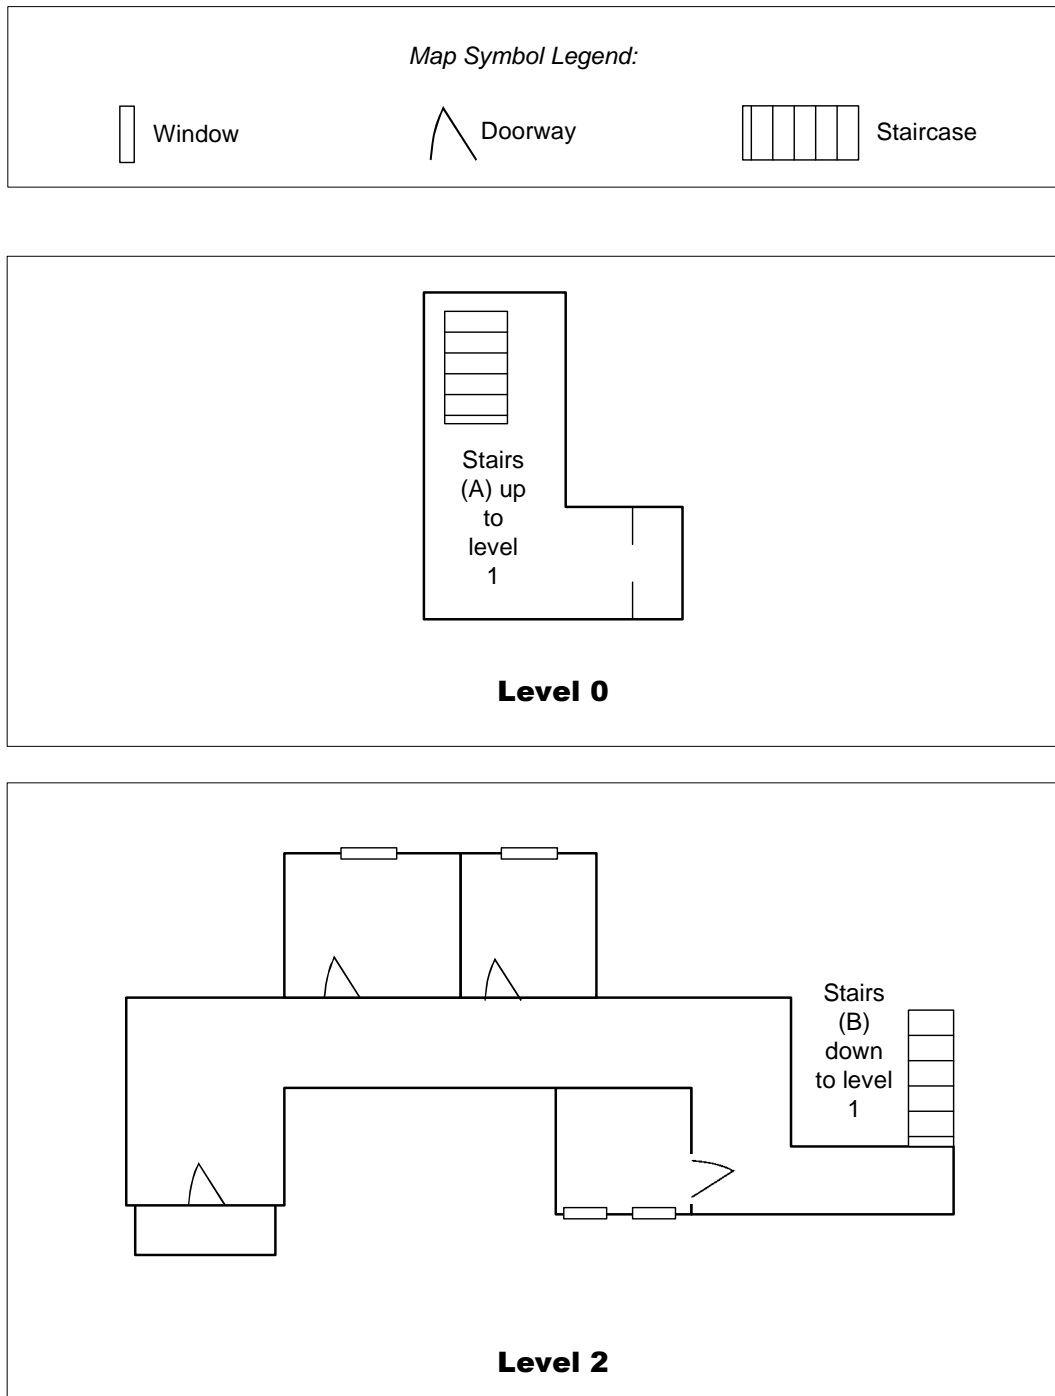 Map Symbol Legend:
Window
Doorway
Staircase
Stairs
(A) up
to
level
1
Level 0
Stairs
(B)
down
to level
1
Level 2